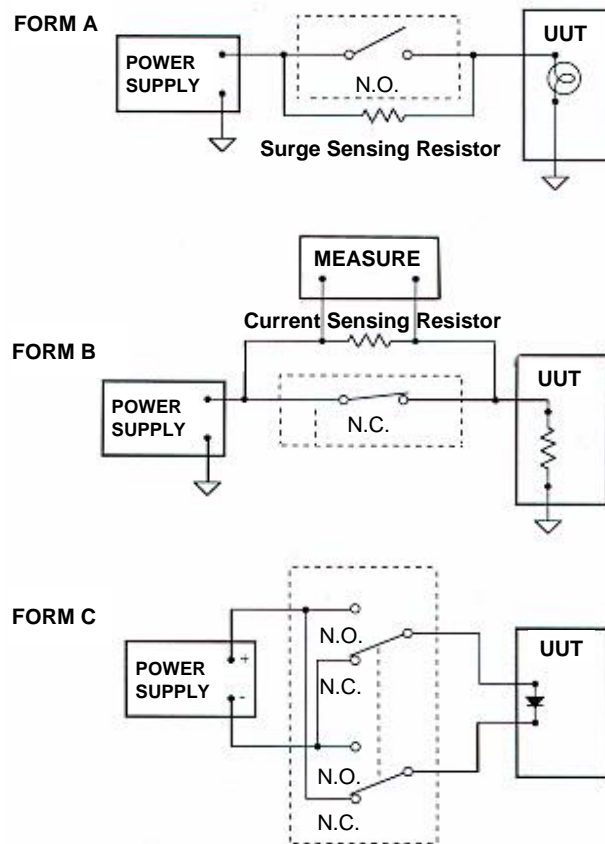 FORM A
POWER
SUPPLY
N.O.
Surge Sensing Resistor
UUT
MEASURE
Current Sensing Resistor
FORM B
POWER
SUPPLY
N.C.
UUT
FORM C
POWER
SUPPLY
+
-
N.O.
N.C.
N.O.
N.C.
UUT